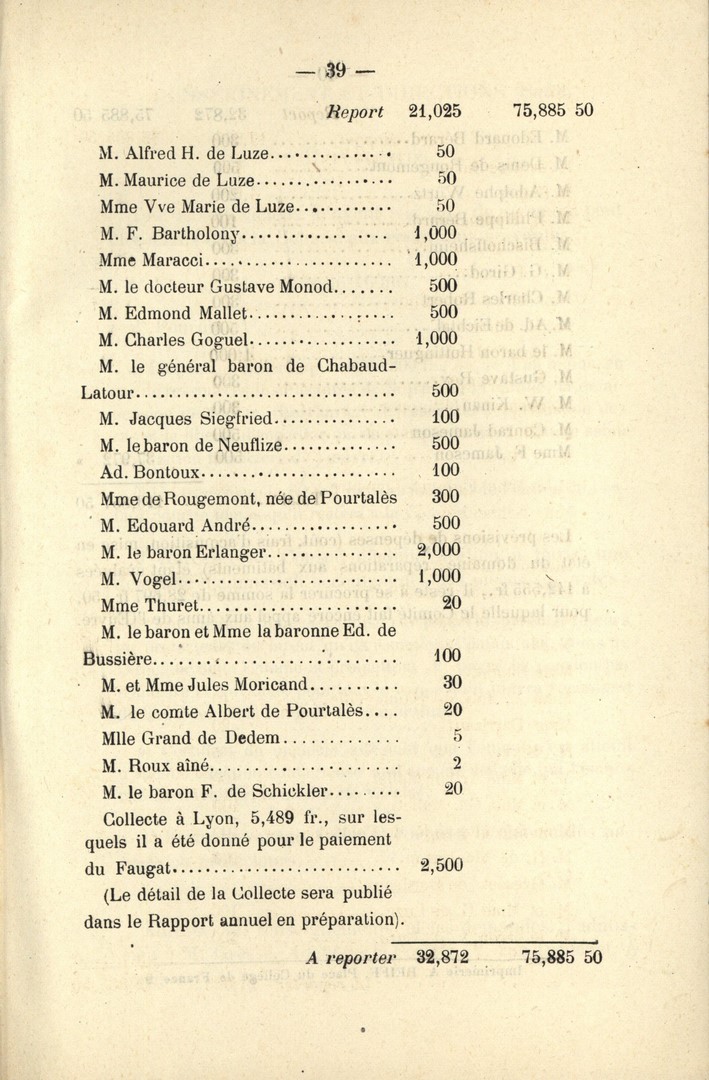 — 39 —
Report 21,025 75,885 50
M. Alfred H. de Luze............... 50
M. Maurice de Luze................ 50
Mme Vve Marie de Luze............ 50
M. F. Bartholony................. 1,000
Mme Maracci....................... 1,000
M. le docteur Gustave Monod....... 500
M. Edmond Mallet.................. 500
M. Charles Goguel................. 1,000
M. le général baron de Chabaud-
Latour................................ 500
M. Jacques Siegfried.............. 100
M. le baron de Neuflize............. 500
Ad. Bontoux........................ 100
Mme de Rougemont, née de Pourtalès 300
M. Edouard André................. 500
M. le baron Erlanger............... 2,000
M. Vogel........................... 1,000
Mme Thuret........................ 20
M. le baron et Mme la baronne Ed. de
Bussière.............................. 100
M. et Mme Jules Moricand.......... 30
M. le comte Albert de Pourtalès.... 20
Mlle Grand de Dedem............. 5
M. Roux aîné...................... 2
M. le baron F. de Schickler......... 20
Collecte à Lyon, 5,489 fr., sur les-
quels il a été donné pour le paiement
du Faugat............................ 2,500
(Le détail de la Collecte sera publié
dans le Rapport annuel en préparation).
A reporter 32,872 75,885 50